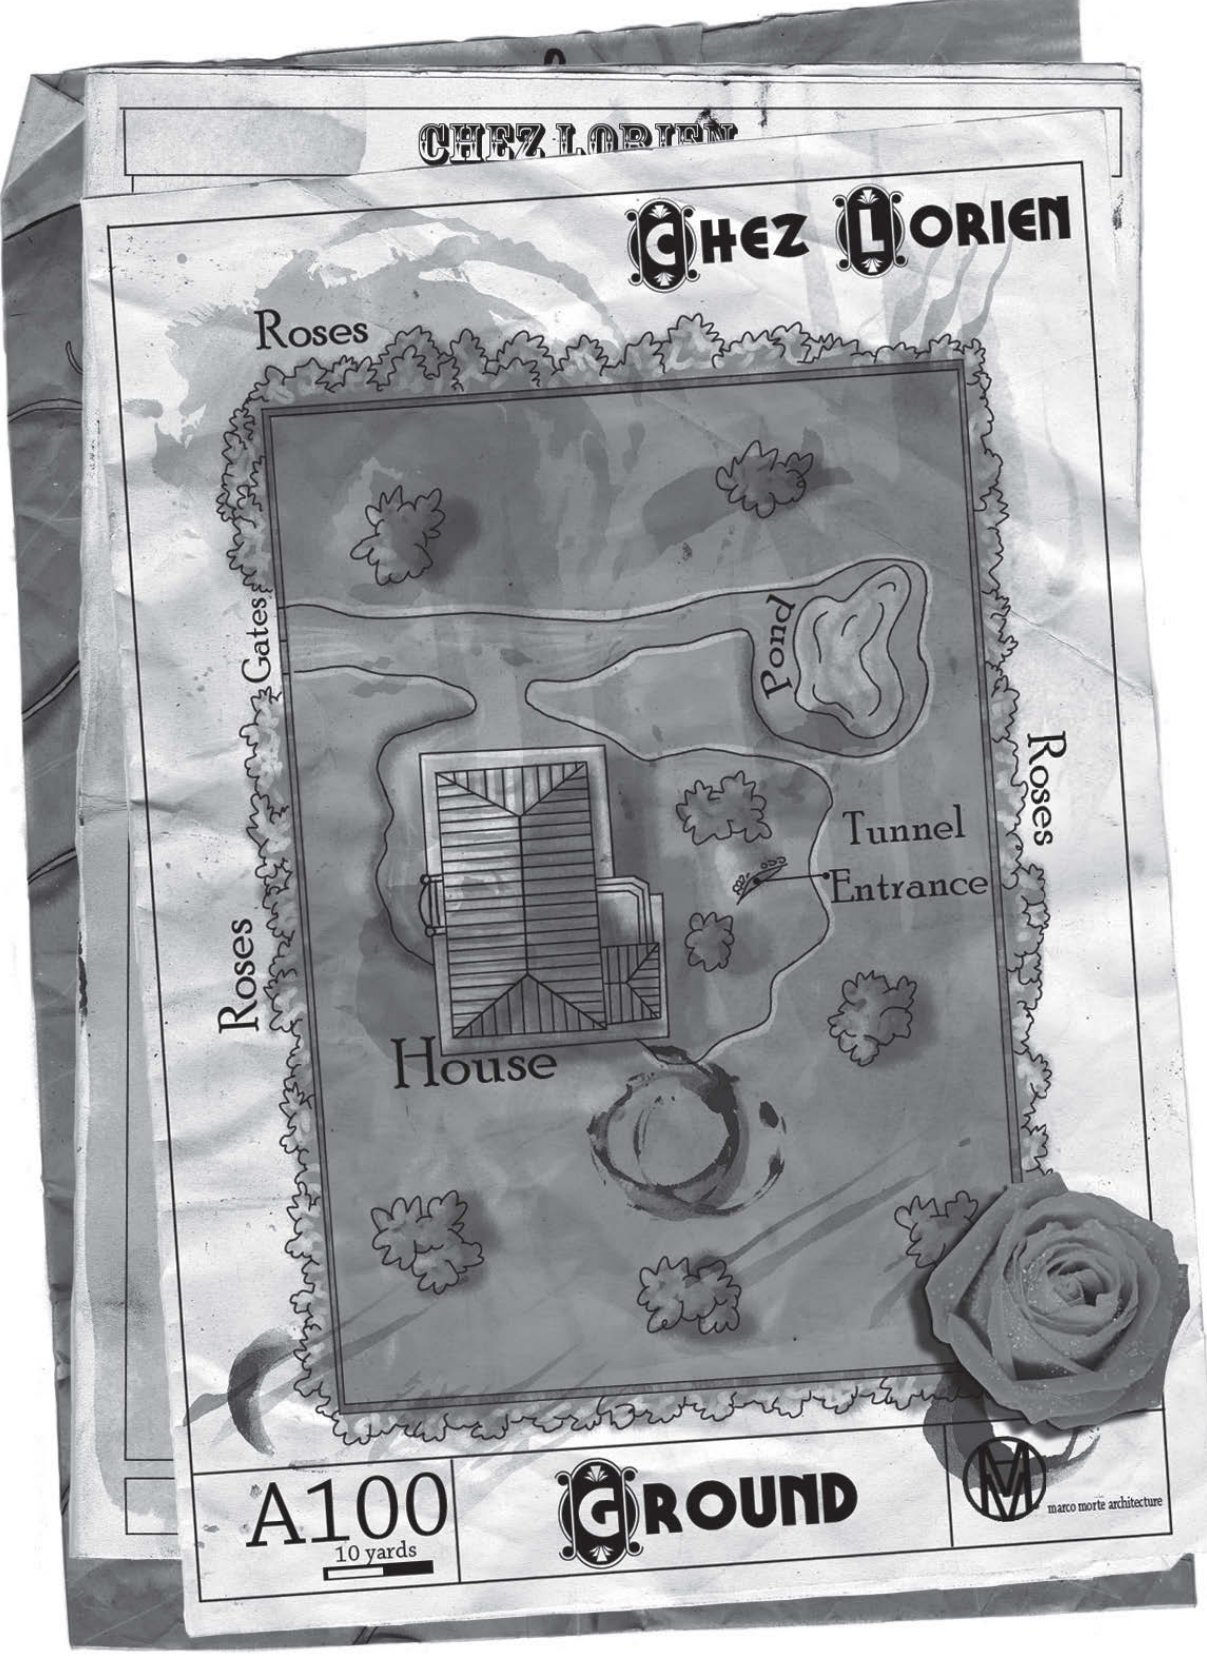 CHEZ LORIEN
CHEZ LORIEN
Roses
Gates
Pond
Roses
Tunnel
Entrance
Roses
House
A100
10 yards
GROUND
marco morte architecture